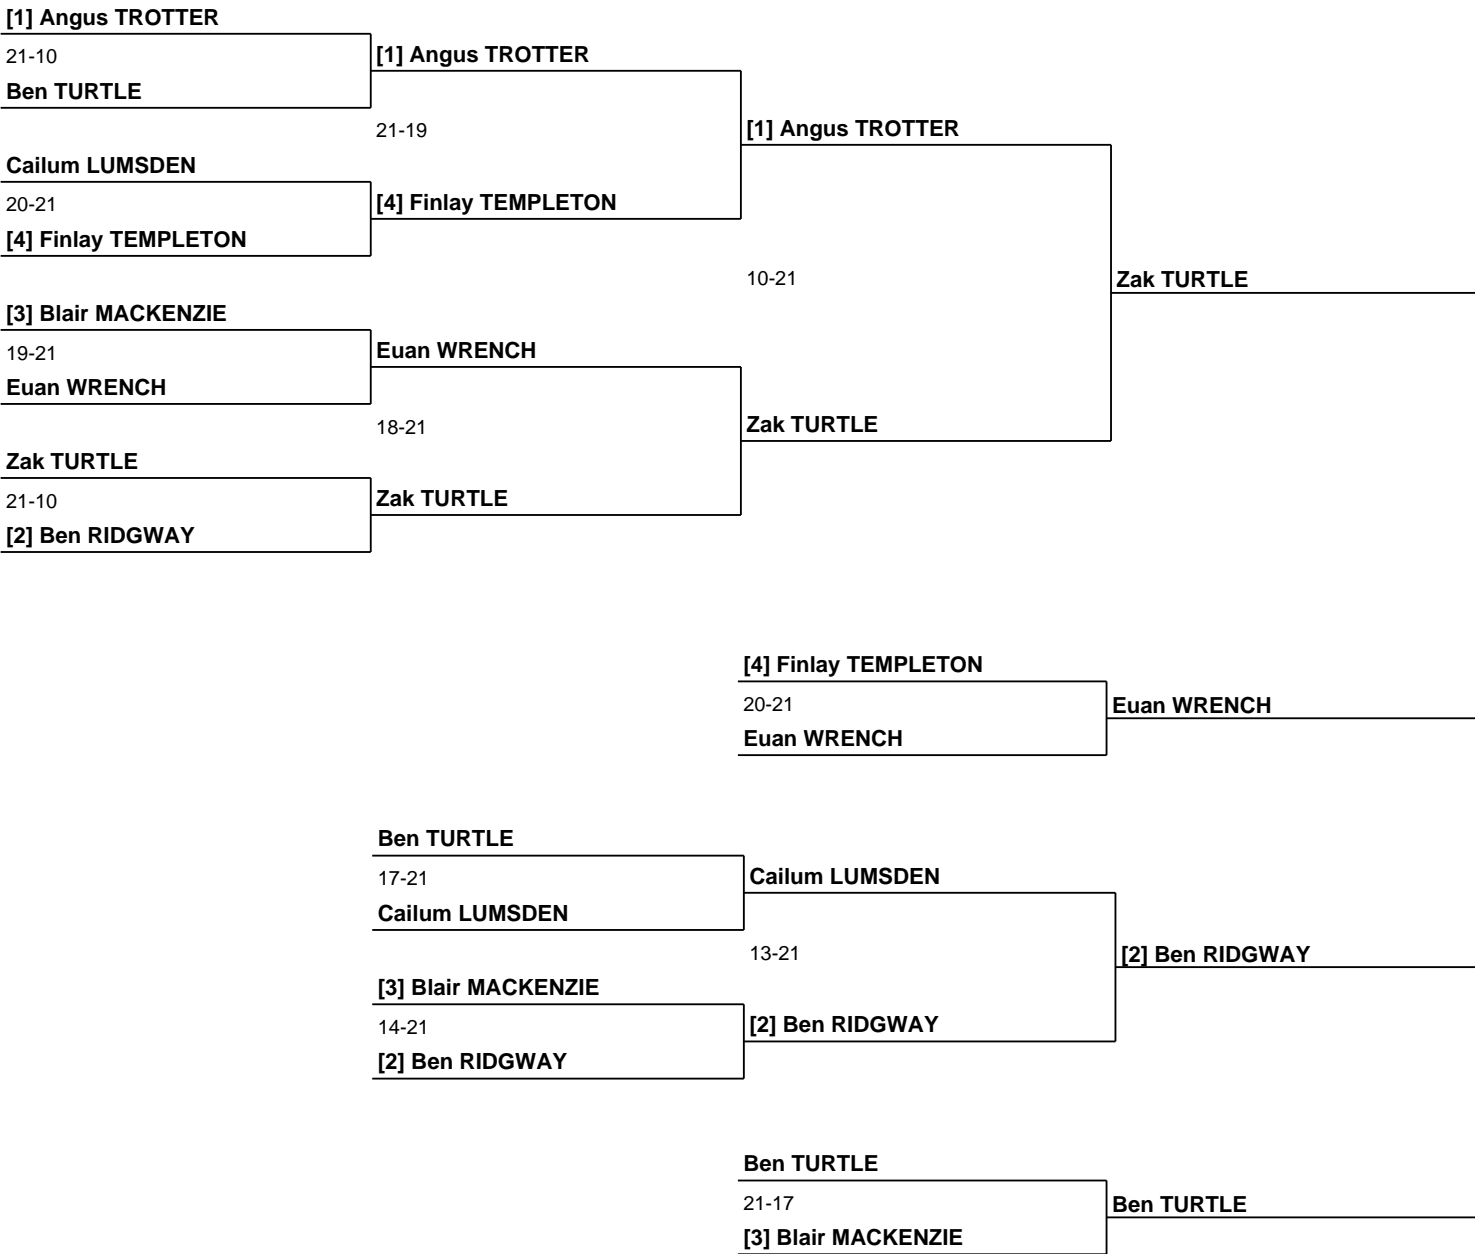 [1] Angus TROTTER
21-10
[1] Angus TROTTER
Ben TURTLE
21-19
[1] Angus TROTTER
Cailum LUMSDEN
20-21
[4] Finlay TEMPLETON
[4] Finlay TEMPLETON
10-21
Zak TURTLE
[3] Blair MACKENZIE
19-21
Euan WRENCH
Euan WRENCH
18-21
Zak TURTLE
Zak TURTLE
21-10
Zak TURTLE
[2] Ben RIDGWAY
[4] Finlay TEMPLETON
20-21
Euan WRENCH
Euan WRENCH
Ben TURTLE
17-21
Cailum LUMSDEN
Cailum LUMSDEN
13-21
[2] Ben RIDGWAY
[3] Blair MACKENZIE
14-21
[2] Ben RIDGWAY
[2] Ben RIDGWAY
Ben TURTLE
21-17
Ben TURTLE
[3] Blair MACKENZIE